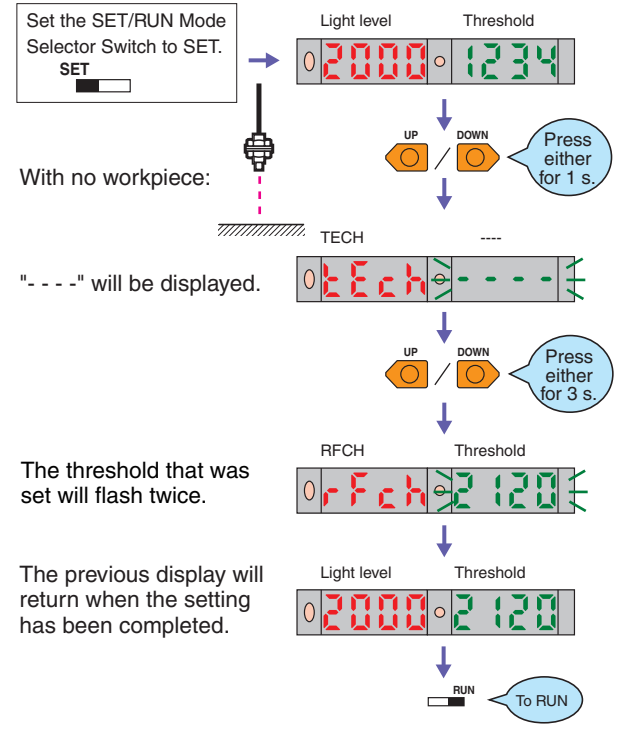 Set the SET/RUN Mode
Selector Switch to SET.
SET
Light level Threshold
2000 1234
UP DOWN
Press
either
for 1 s.
With no workpiece:
TECH ----
"- - - -" will be displayed.
tEch - - - -
UP DOWN
Press
either
for 3 s.
RFCH Threshold
The threshold that was
set will flash twice.
rFch 2120
The previous display will
return when the setting
has been completed.
Light level Threshold
2000 2120
RUN
To RUN